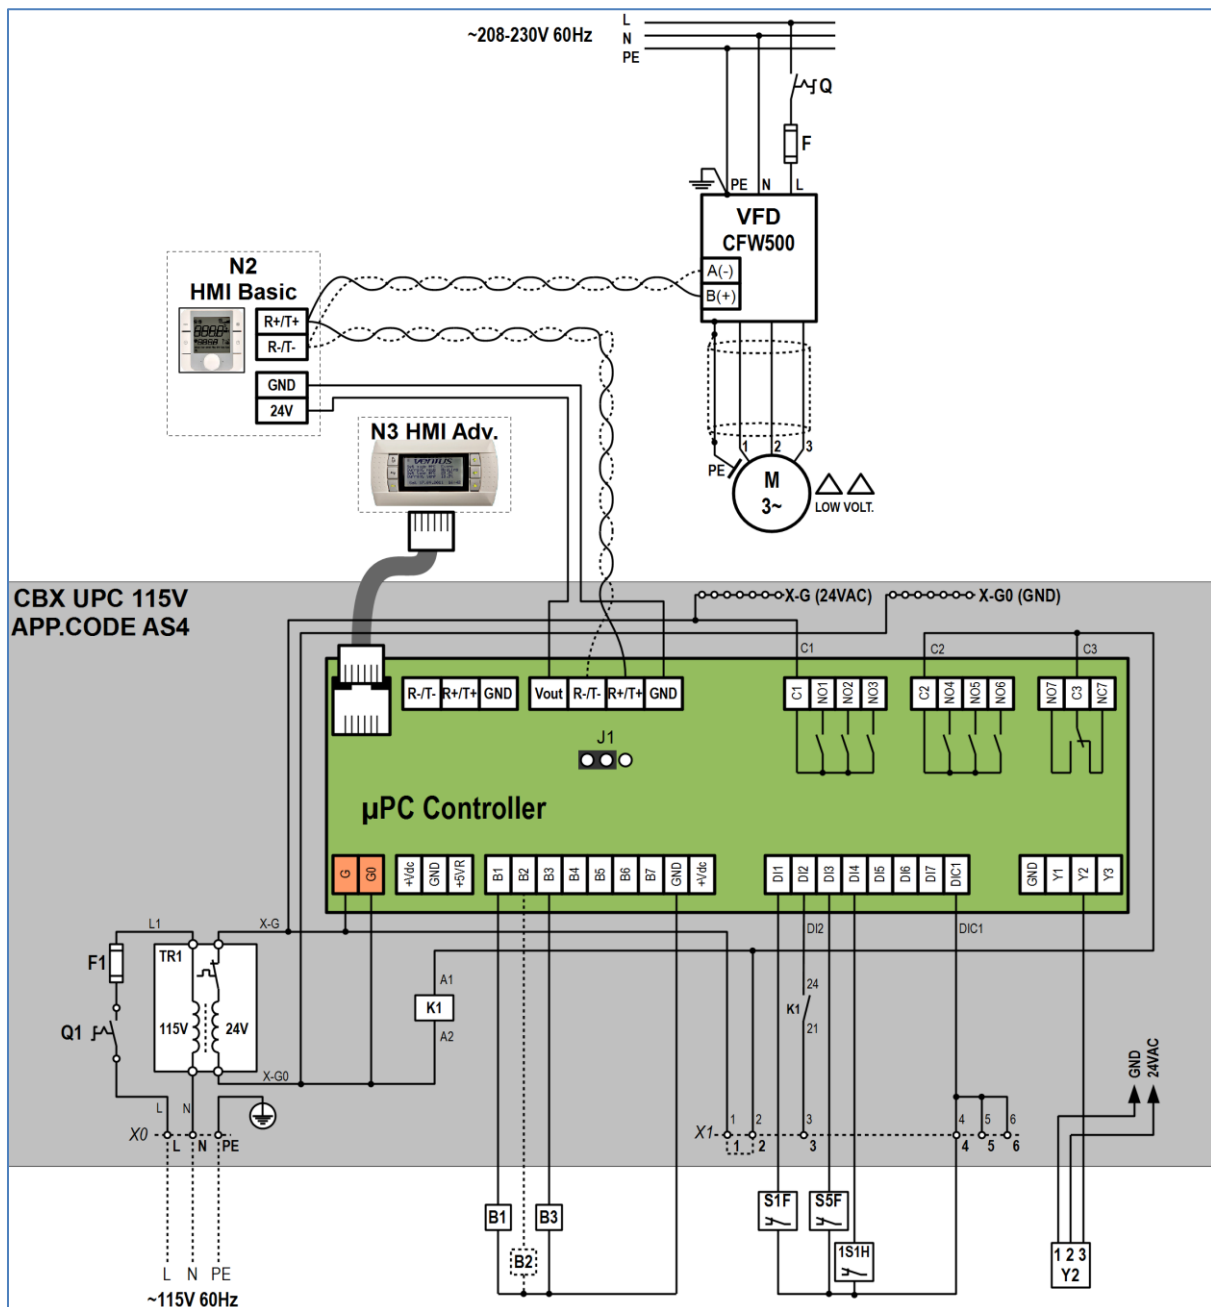 ~208-230V 60Hz
L
N
PE
Q
F
PE N L
VFD
CFW500
A(-)
B(+)
N2
HMI Basic
R+/T+
R-/T-
GND
24V
N3 HMI Adv.
1 2 3
PE
M
3~
LOW VOLT.
CBX UPC 115V
APP.CODE AS4
X-G (24VAC)
X-G0 (GND)
C1
C2
C3
R-/T- R+/T+ GND
Vout R-/T- R+/T+ GND
C1 NO1 NO2 NO3
C2 NO4 NO5 NO6
NO7 C3 NC7
J1
µPC Controller
G G0
+Vdc GND +5VR
B1 B2 B3 B4 B5 B6 B7 GND +Vdc
DI1 DI2 DI3 DI4 DI5 DI6 DI7 DIC1
GND Y1 Y2 Y3
L1
X-G
DI2
DIC1
F1
TR1
A1
K1
A2
24
K1
21
Q1
115V 24V
X-G0
GND
24VAC
L N
X0
L N PE
X1
1 2 3 4 5 6
1 2 3 4 5 6
S1F
S5F
B1
B3
1S1H
B2
1 2 3
Y2
L N PE
~115V 60Hz